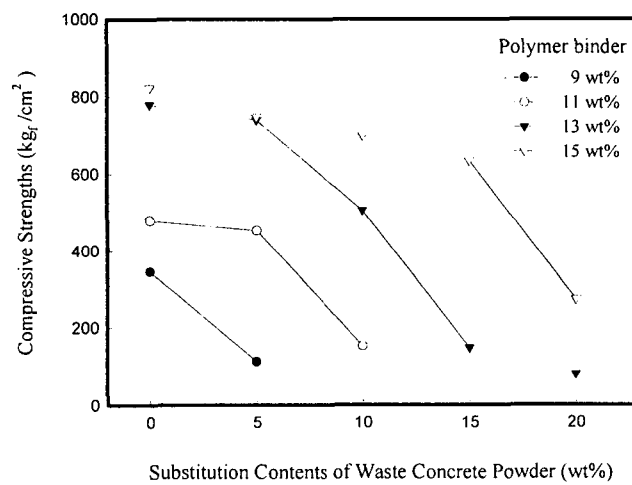 1000
800
600
400
200
0
Compressive Strengths (kgf/cm²)
Polymer binder
9 wt%
11 wt%
13 wt%
15 wt%
0 5 10 15 20
Substitution Contents of Waste Concrete Powder (wt%)